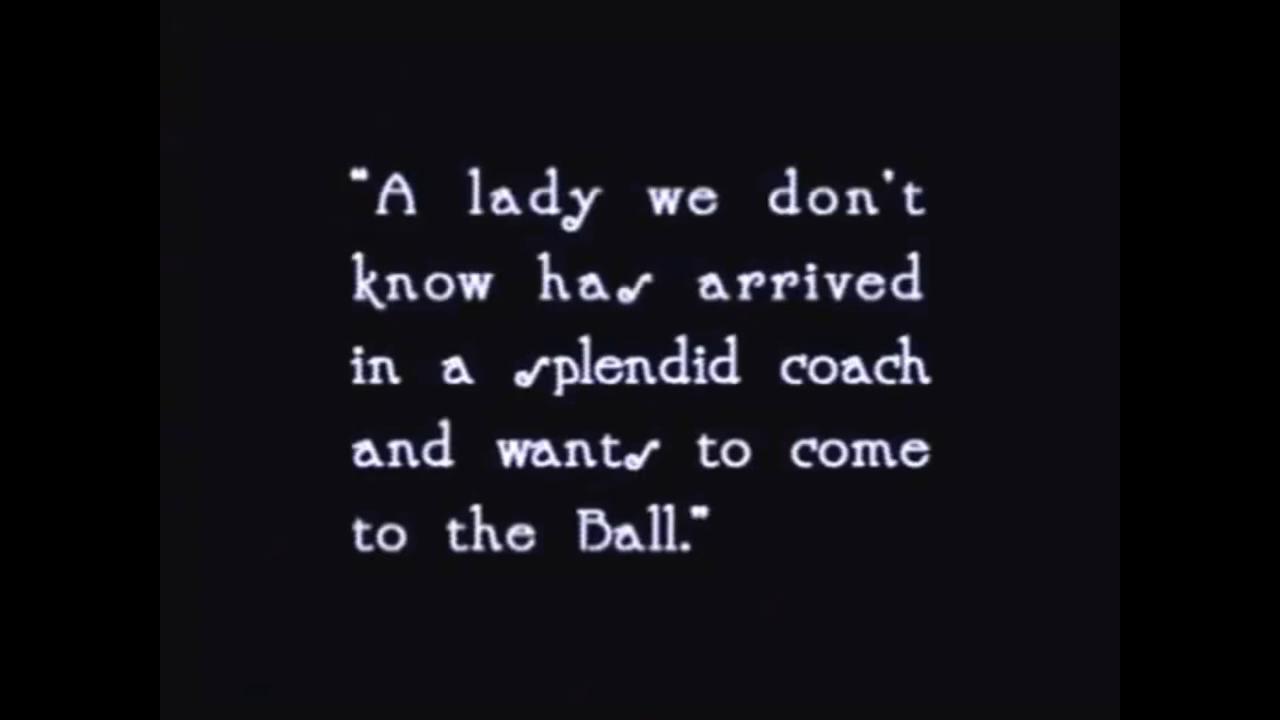 "A lady we don't
know has arrived
in a splendid coach
and wants to come
to the Ball."